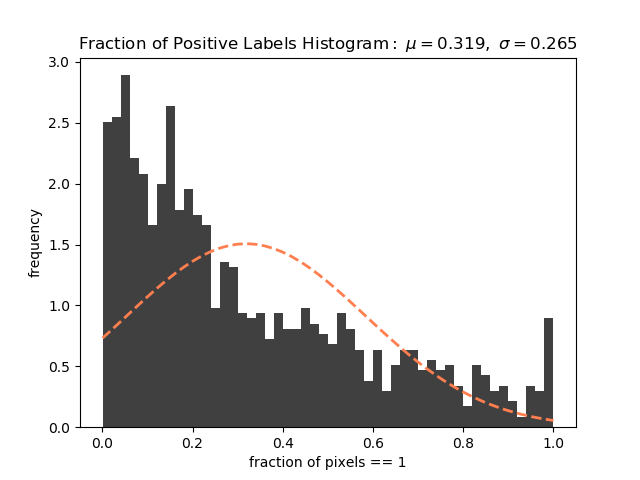 Fraction of Positive Labels Histogram: μ = 0.319, σ = 0.265
3.0
2.5
2.0
1.5
1.0
0.5
0.0
frequency
0.0 0.2 0.4 0.6 0.8 1.0
fraction of pixels == 1